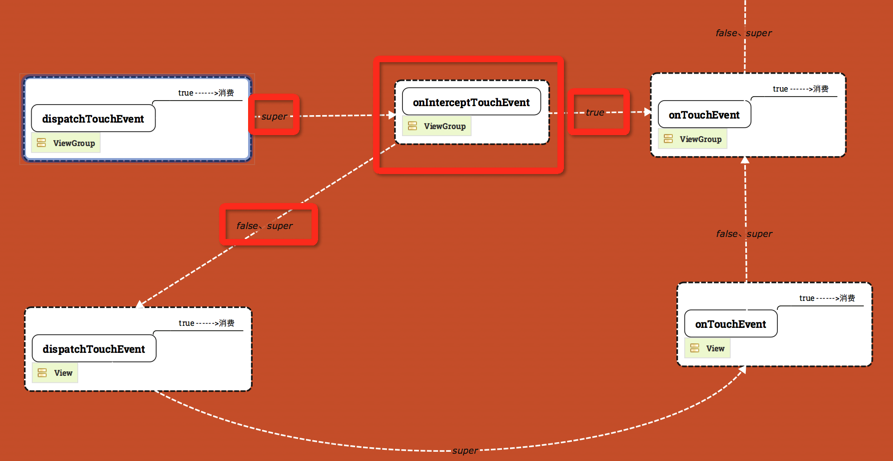 false、super
true ------>消费
dispatchTouchEvent
ViewGroup
super
onInterceptTouchEvent
ViewGroup
true
true ------>消费
onTouchEvent
ViewGroup
false、super
false、super
true ------>消费
dispatchTouchEvent
View
true ------>消费
onTouchEvent
View
super